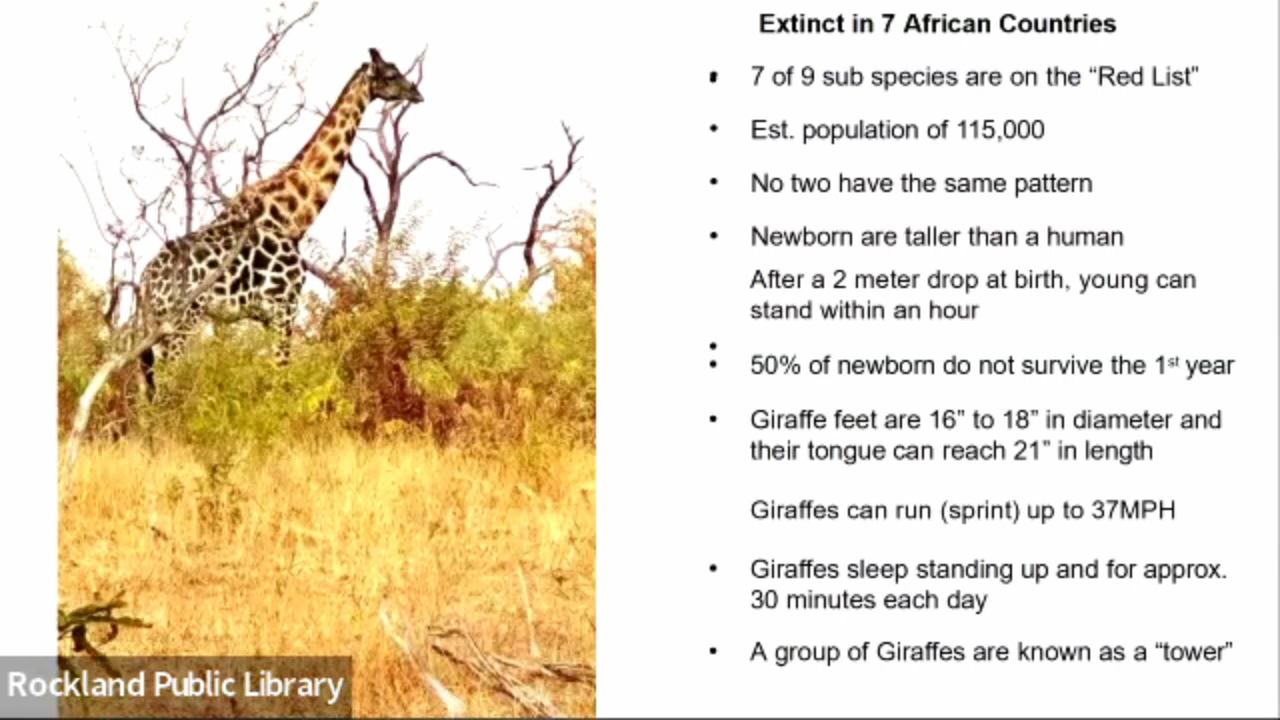 Extinct in 7 African Countries
• 7 of 9 sub species are on the “Red List”
• Est. population of 115,000
• No two have the same pattern
• Newborn are taller than a human
After a 2 meter drop at birth, young can
stand within an hour
•
• 50% of newborn do not survive the 1st year
• Giraffe feet are 16” to 18” in diameter and
their tongue can reach 21” in length
Giraffes can run (sprint) up to 37MPH
• Giraffes sleep standing up and for approx.
30 minutes each day
• A group of Giraffes are known as a “tower”
Rockland Public Library